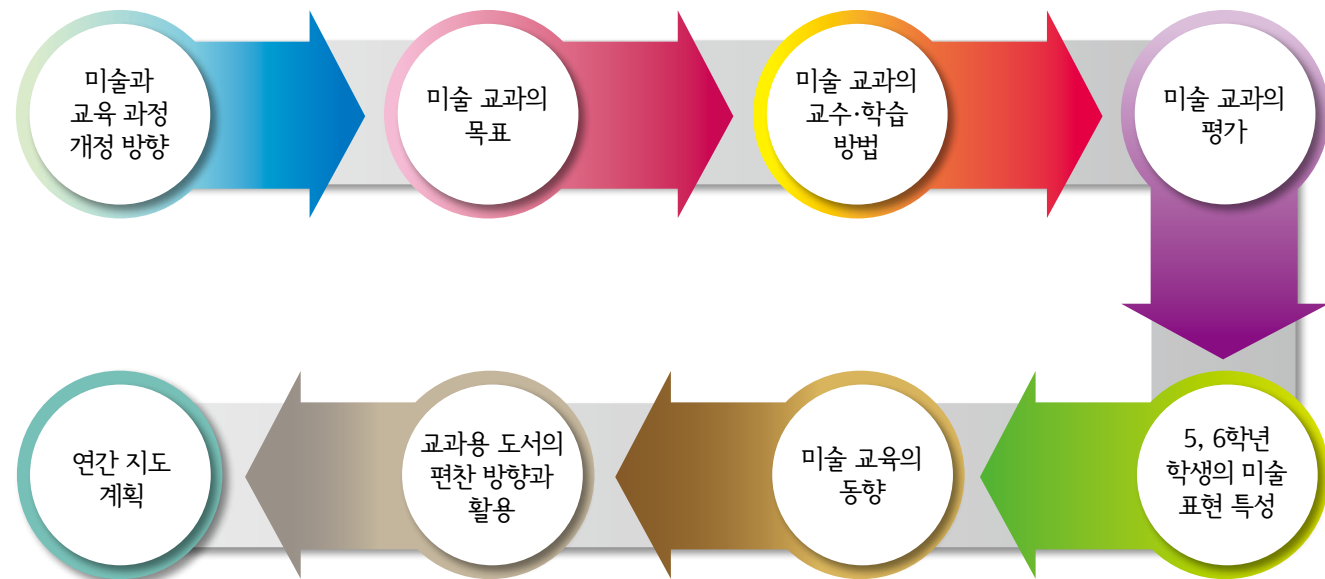 미술과
교육 과정
개정 방향
미술 교과의
목표
미술 교과의
교수·학습
방법
미술 교과의
평가
5, 6학년
학생의 미술
표현 특성
미술 교육의
동향
교과용 도서의
편찬 방향과
활용
연간 지도
계획